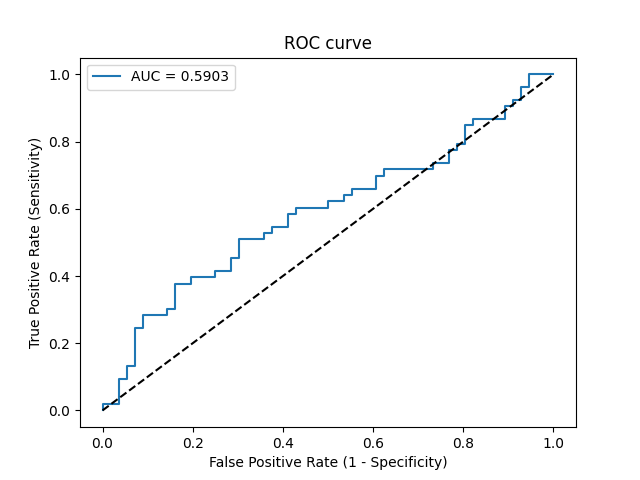 ROC curve
AUC = 0.5903
True Positive Rate (Sensitivity)
1.0
0.8
0.6
0.4
0.2
0.0
0.0 0.2 0.4 0.6 0.8 1.0
False Positive Rate (1 - Specificity)